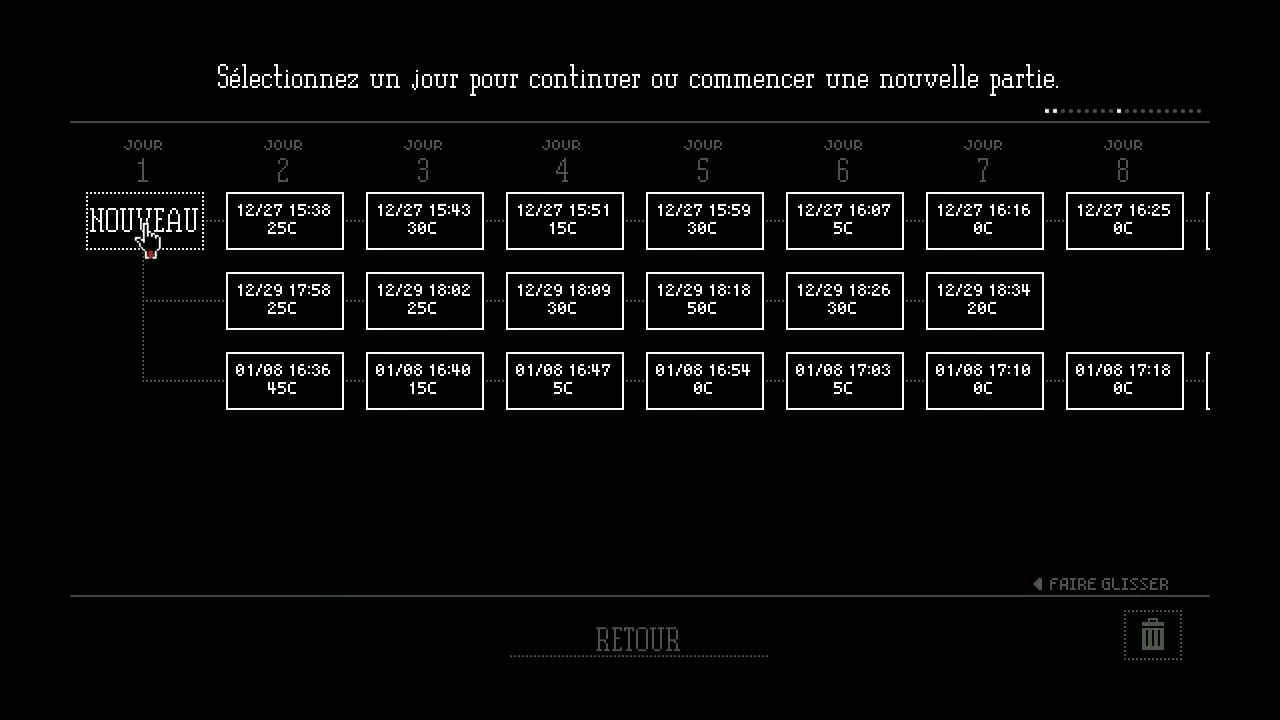 Sélectionnez un jour pour continuer ou commencer une nouvelle partie.
JOUR JOUR JOUR JOUR JOUR JOUR JOUR JOUR
1 2 3 4 5 6 7 8
NOUVEAU
12/27 15:38 12/27 15:43 12/27 15:51 12/27 15:59 12/27 16:07 12/27 16:16 12/27 16:25
25C 30C 15C 30C 5C 0C 0C
12/29 17:58 12/29 18:02 12/29 18:09 12/29 18:18 12/29 18:26 12/29 18:34
25C 25C 30C 50C 30C 20C
01/08 16:36 01/08 16:40 01/08 16:47 01/08 16:54 01/08 17:03 01/08 17:10 01/08 17:18
45C 15C 5C 0C 5C 0C 0C
FAIRE GLISSER
RETOUR